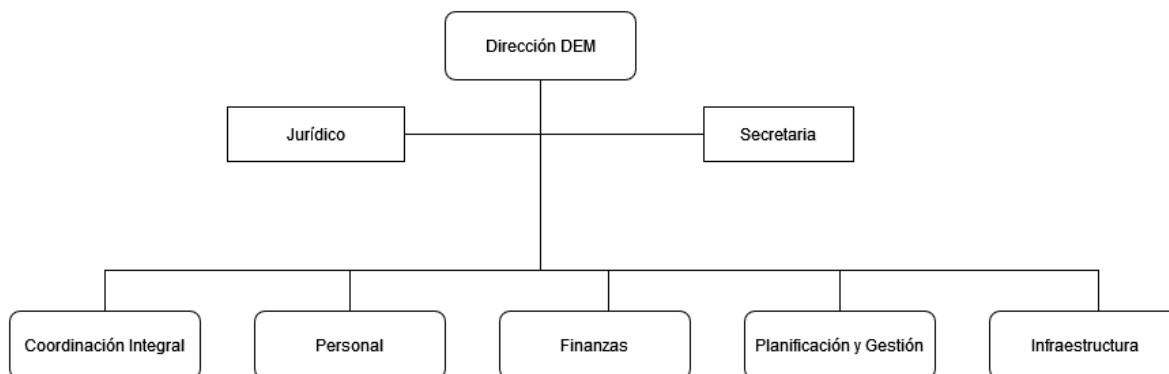 Dirección DEM
Jurídico
Secretaria
Coordinación Integral
Personal
Finanzas
Planificación y Gestión
Infraestructura